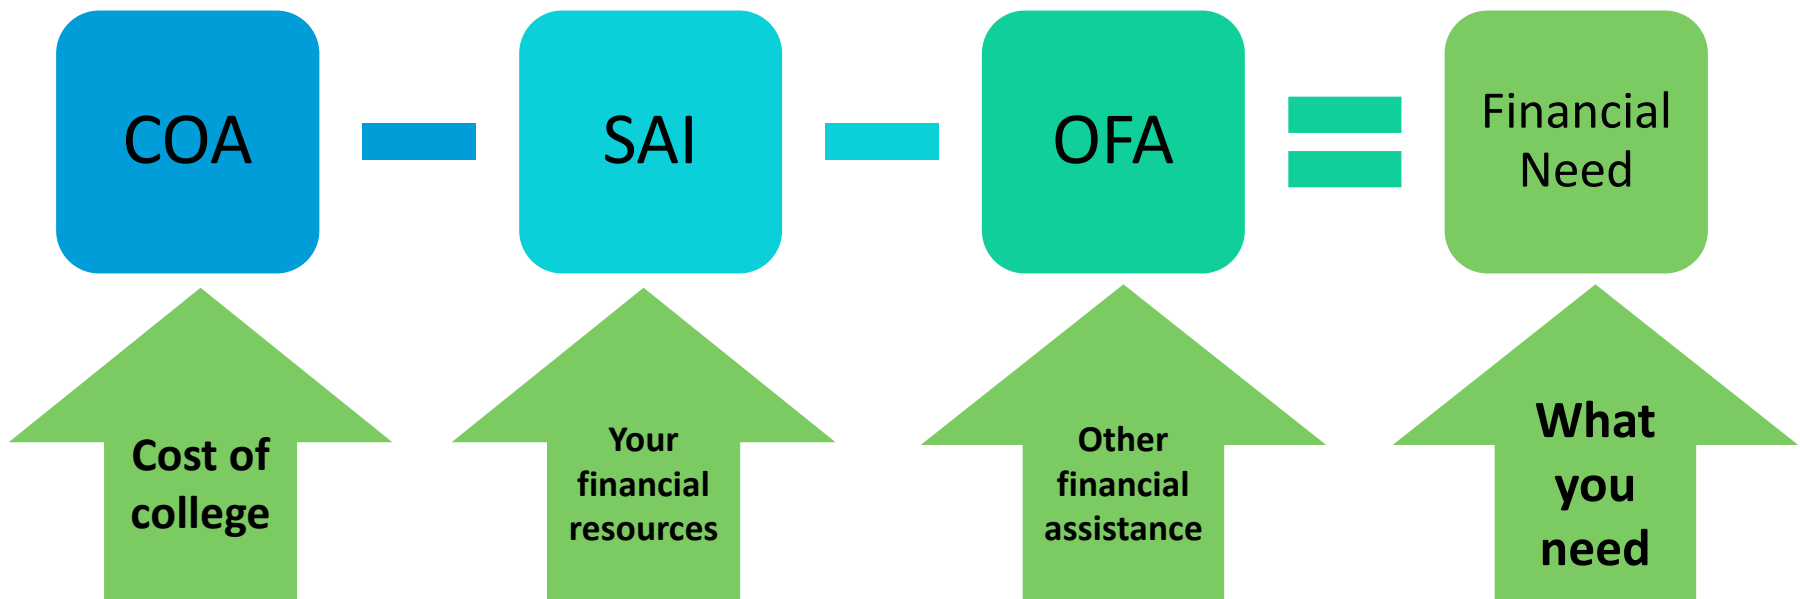 COA
SAI
OFA
Financial
Need
Cost of
college
Your
financial
resources
Other
financial
assistance
What
you
need